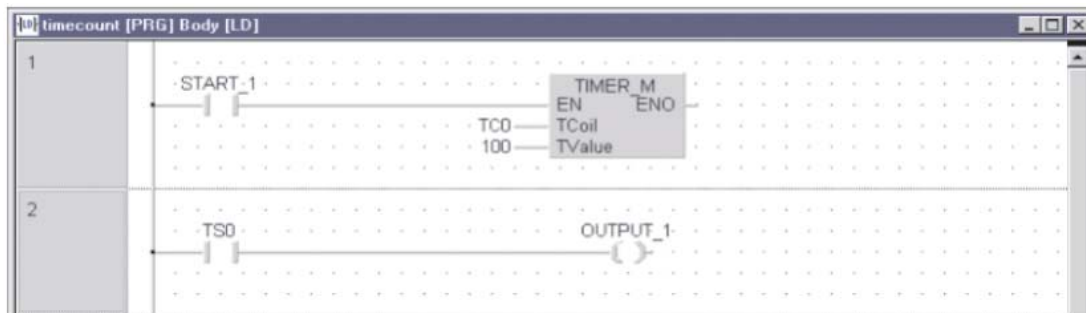 timecount [PRG] Body [LD]
1
START_1
TIMER_M
EN ENO
TC0 TCoil
100 TValue
2
TS0
OUTPUT_1